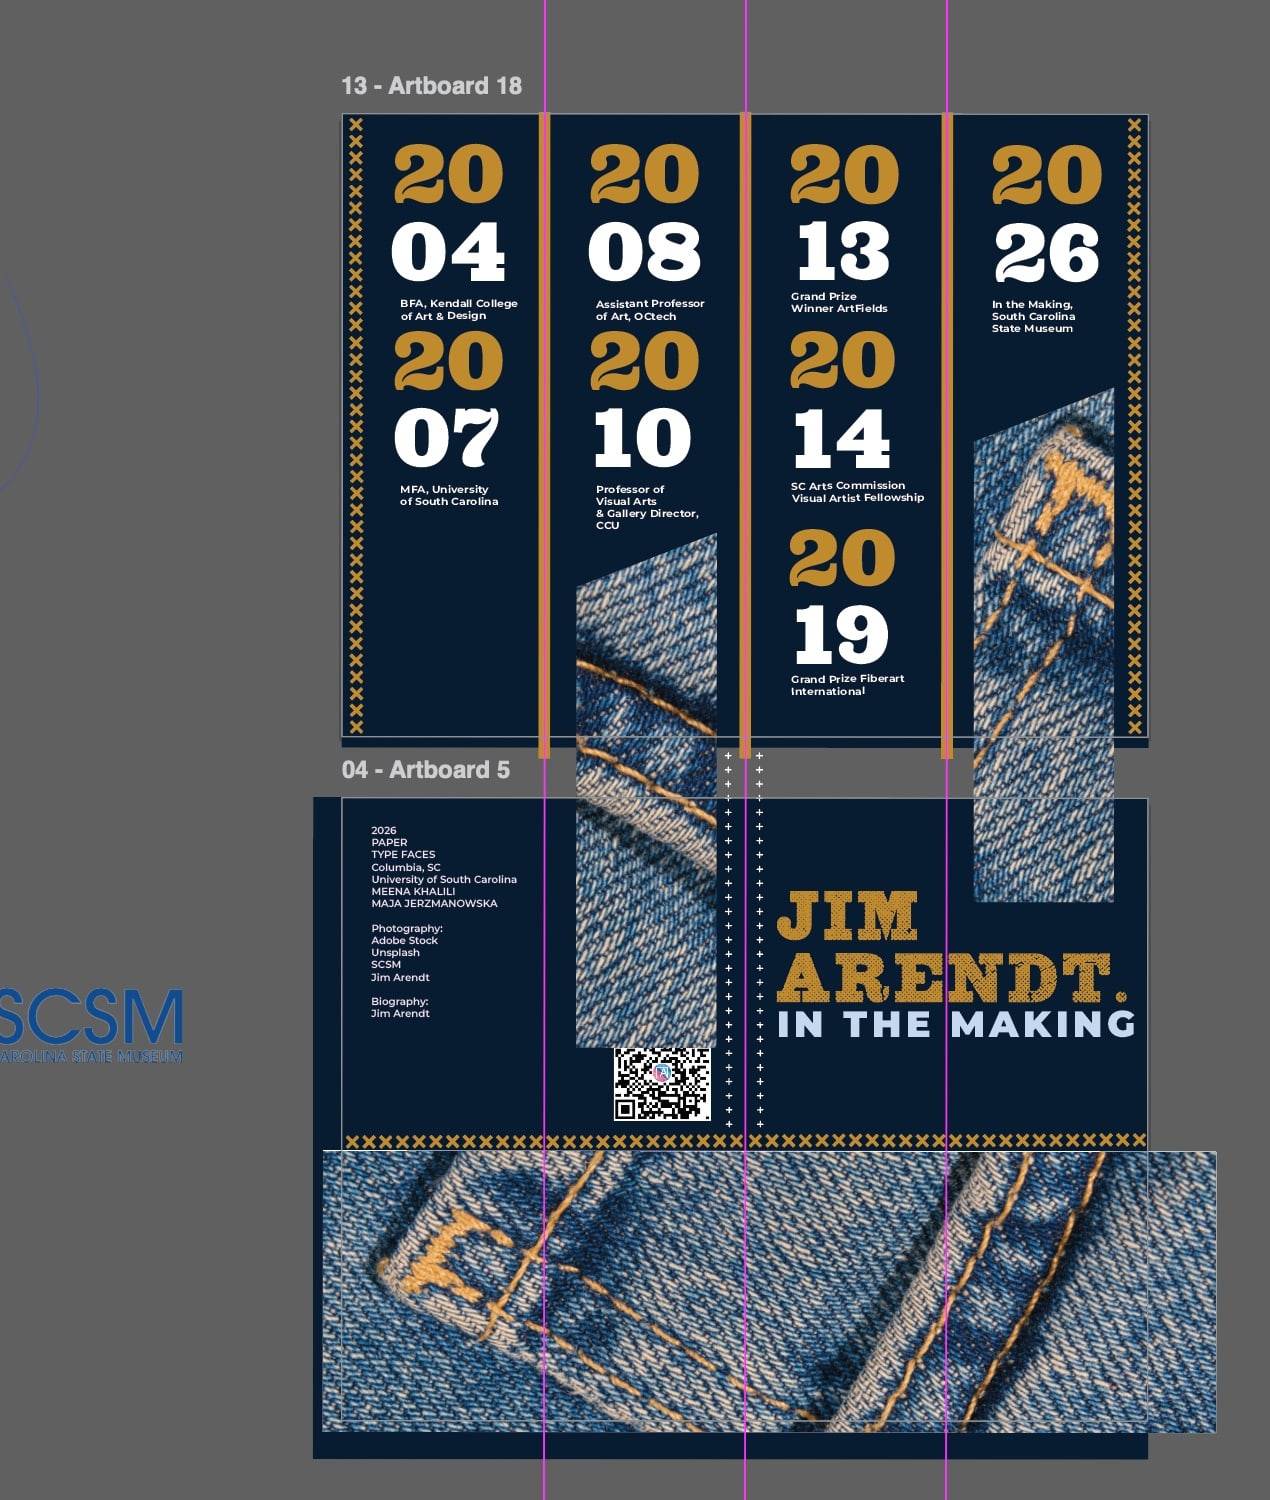 13 - Artboard 18
20
04
BFA, Kendall College
of Art & Design
20
07
MFA, University
of South Carolina
20
08
Assistant Professor
of Art, OCtech
20
10
Professor of
Visual Arts
& Gallery Director,
CCU
20
13
Grand Prize
Winner ArtFields
20
14
SC Arts Commission
Visual Artist Fellowship
20
19
Grand Prize Fiberart
International
20
26
In the Making,
South Carolina
State Museum
04 - Artboard 5
2026
PAPER
TYPE FACES
Columbia, SC
University of South Carolina
MEENA KHALILI
MAJA JERZMANOWSKA
Photography:
Adobe Stock
Unsplash
SCSM
Jim Arendt
Biography:
Jim Arendt
JIM
ARENDT.
IN THE MAKING
SCSM
AROLINA STATE MUSEUM